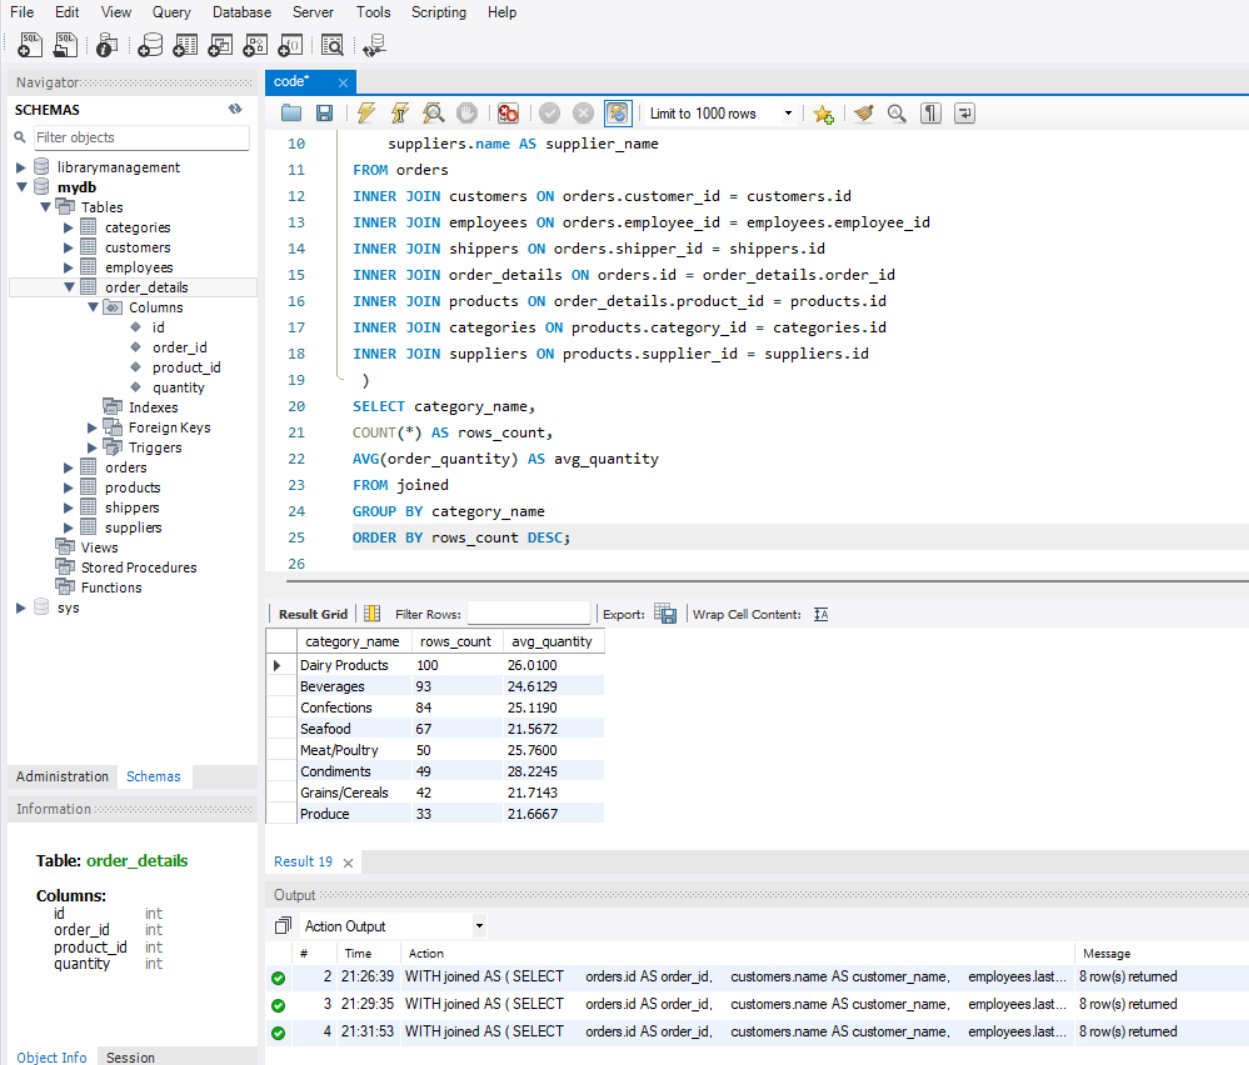 File Edit View Query Database Server Tools Scripting Help
Navigator
SCHEMAS
Filter objects
librarymanagement
mydb
Tables
categories
customers
employees
order_details
Columns
id
order_id
product_id
quantity
Indexes
Foreign Keys
Triggers
orders
products
shippers
suppliers
Views
Stored Procedures
Functions
sys
Administration Schemas
Information
Table: order_details
Columns:
id int
order_id int
product_id int
quantity int
Object Info Session
code*
Limit to 1000 rows
10 suppliers.name AS supplier_name
11 FROM orders
12 INNER JOIN customers ON orders.customer_id = customers.id
13 INNER JOIN employees ON orders.employee_id = employees.employee_id
14 INNER JOIN shippers ON orders.shipper_id = shippers.id
15 INNER JOIN order_details ON orders.id = order_details.order_id
16 INNER JOIN products ON order_details.product_id = products.id
17 INNER JOIN categories ON products.category_id = categories.id
18 INNER JOIN suppliers ON products.supplier_id = suppliers.id
19 )
20 SELECT category_name,
21 COUNT(*) AS rows_count,
22 AVG(order_quantity) AS avg_quantity
23 FROM joined
24 GROUP BY category_name
25 ORDER BY rows_count DESC;
26
Result Grid Filter Rows: Export: Wrap Cell Content:
category_name rows_count avg_quantity
Dairy Products 100 26.0100
Beverages 93 24.6129
Confections 84 25.1190
Seafood 67 21.5672
Meat/Poultry 50 25.7600
Condiments 49 28.2245
Grains/Cereals 42 21.7143
Produce 33 21.6667
Result 19
Output
Action Output
# Time Action Message
2 21:26:39 WITH joined AS ( SELECT orders.id AS order_id, customers.name AS customer_name, employees.last... 8 row(s) returned
3 21:29:35 WITH joined AS ( SELECT orders.id AS order_id, customers.name AS customer_name, employees.last... 8 row(s) returned
4 21:31:53 WITH joined AS ( SELECT orders.id AS order_id, customers.name AS customer_name, employees.last... 8 row(s) returned